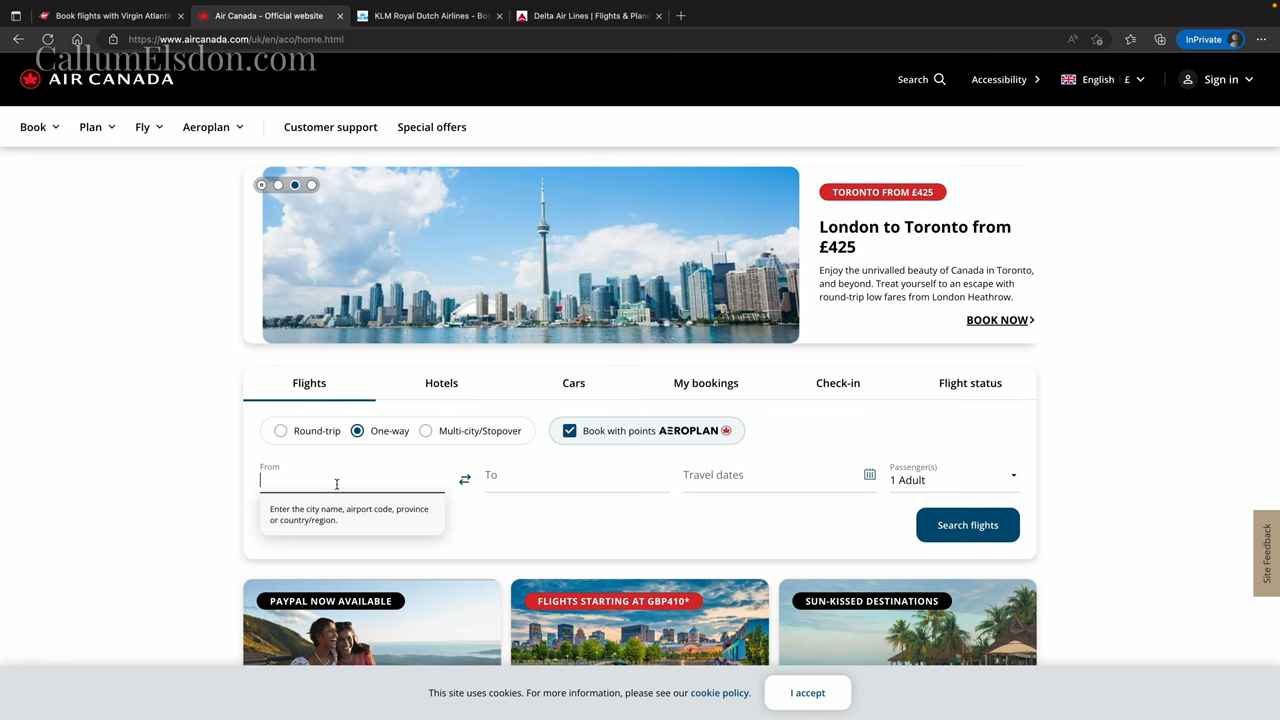 Book flights with Virgin Atlanti
Air Canada - Official website
KLM Royal Dutch Airlines - Bo
Delta Air Lines | Flights & Plan
https://www.aircanada.com/uk/en/aco/home.html
InPrivate
CallumElsdon.com
AIR CANADA
Search
Accessibility
English £
Sign in
Book
Plan
Fly
Aeroplan
Customer support
Special offers
TORONTO FROM £425
London to Toronto from
£425
Enjoy the unrivalled beauty of Canada in Toronto,
and beyond. Treat yourself to an escape with
round-trip low fares from London Heathrow.
BOOK NOW
Flights
Hotels
Cars
My bookings
Check-in
Flight status
Round-trip
One-way
Multi-city/Stopover
Book with points AEROPLAN
From
To
Travel dates
Passenger(s)
1 Adult
Enter the city name, airport code, province
or country/region.
Search flights
Site Feedback
PAYPAL NOW AVAILABLE
FLIGHTS STARTING AT GBP410*
SUN-KISSED DESTINATIONS
This site uses cookies. For more information, please see our cookie policy.
I accept